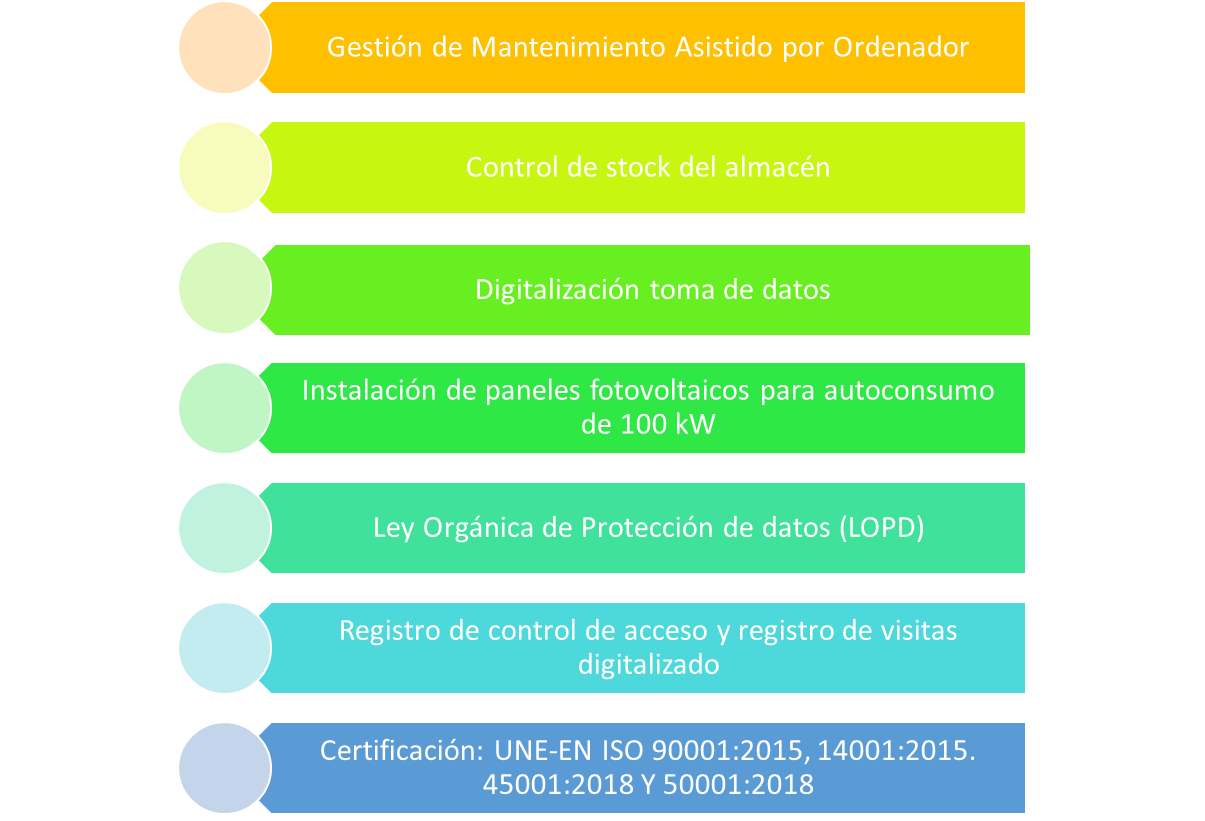 Gestión de Mantenimiento Asistido por Ordenador
Control de stock del almacén
Digitalización toma de datos
Instalación de paneles fotovoltaicos para autoconsumo
de 100 kW
Ley Orgánica de Protección de datos (LOPD)
Registro de control de acceso y registro de visitas
digitalizado
Certificación: UNE-EN ISO 90001:2015, 14001:2015.
45001:2018 Y 50001:2018